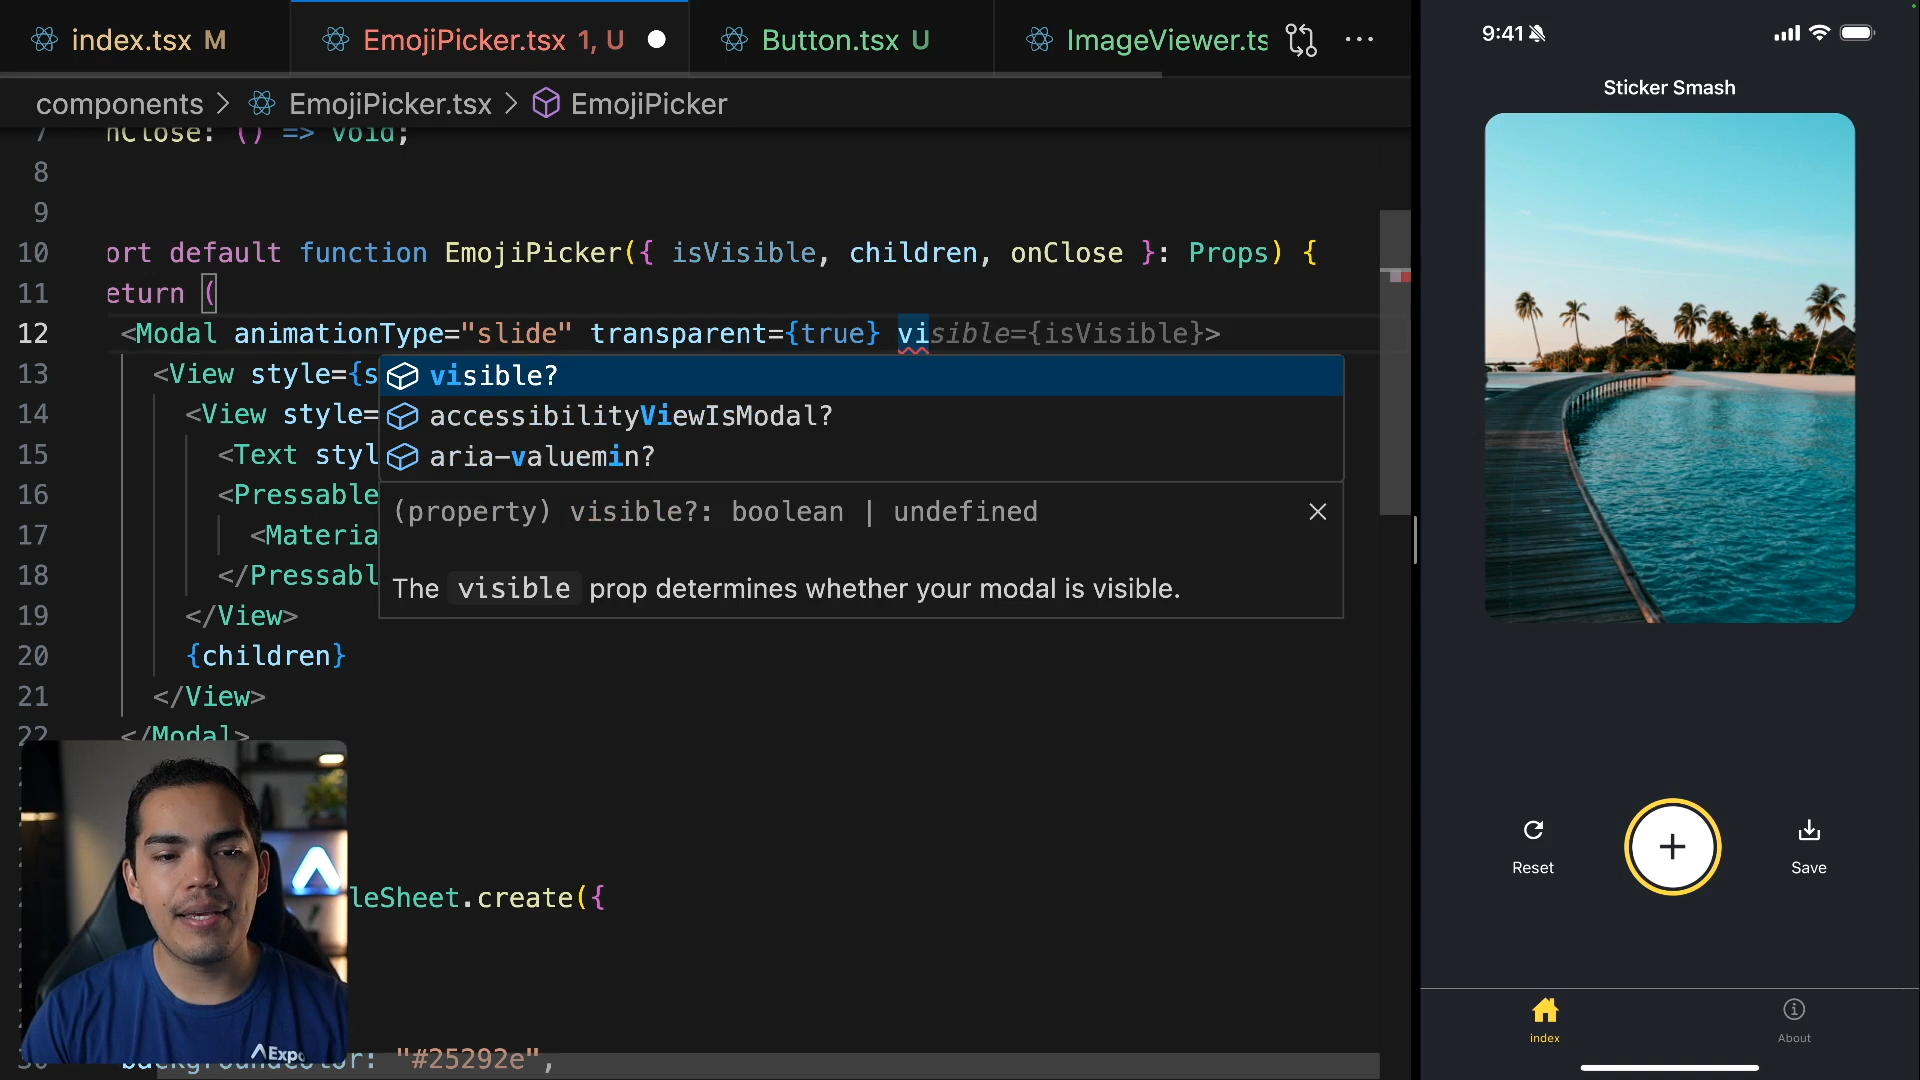 index.tsx M
EmojiPicker.tsx 1, U
Button.tsx U
ImageViewer.ts
components > EmojiPicker.tsx > EmojiPicker
7 nClose: () => void;
8
9
10 ort default function EmojiPicker({ isVisible, children, onClose }: Props) {
11 eturn (
12 <Modal animationType="slide" transparent={true} visible={isVisible}>
13 <View style={s
14 <View style=
15 <Text styl
16 <Pressable
17 <Materia
18 </Pressabl
19 </View>
20 {children}
21 </View>
22 </Modal>
visible?
accessibilityViewIsModal?
aria-valuemin?
(property) visible?: boolean | undefined
The visible prop determines whether your modal is visible.
leSheet.create({
backgroundColor: "#25292e",
Expo
9:41
Sticker Smash
Reset
Save
index
About